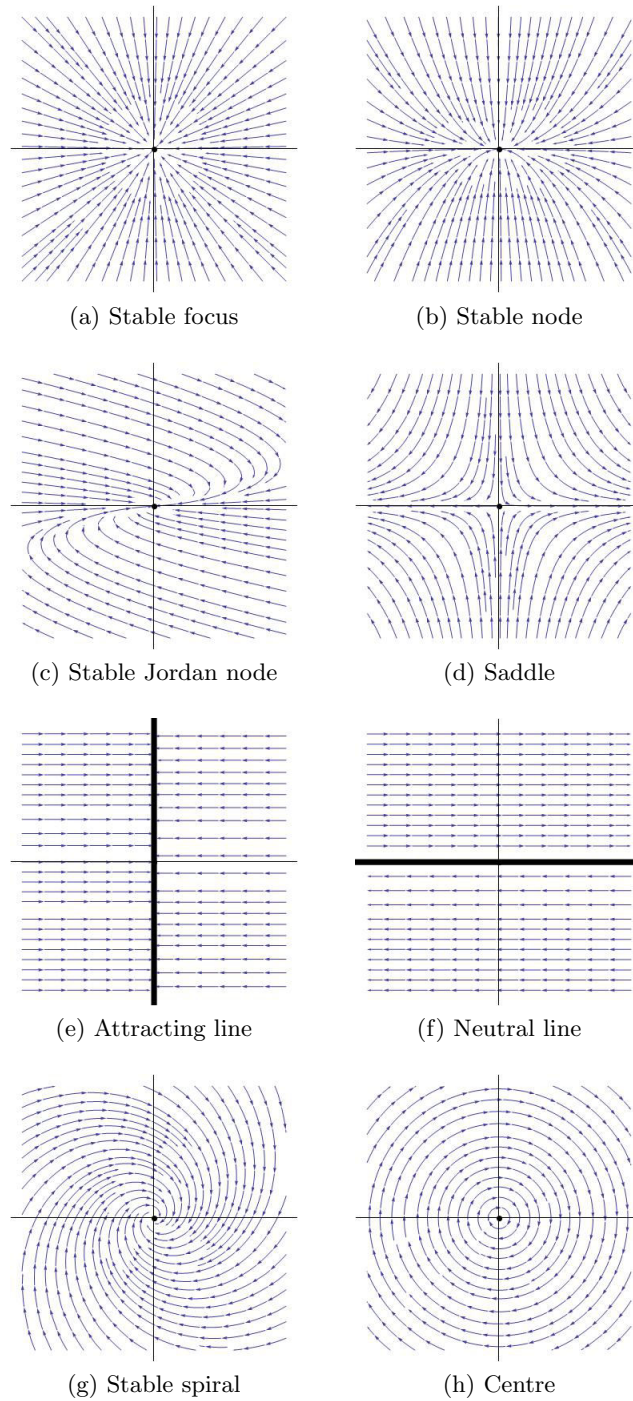 (a) Stable focus
(b) Stable node
(c) Stable Jordan node
(d) Saddle
(e) Attracting line
(f) Neutral line
(g) Stable spiral
(h) Centre